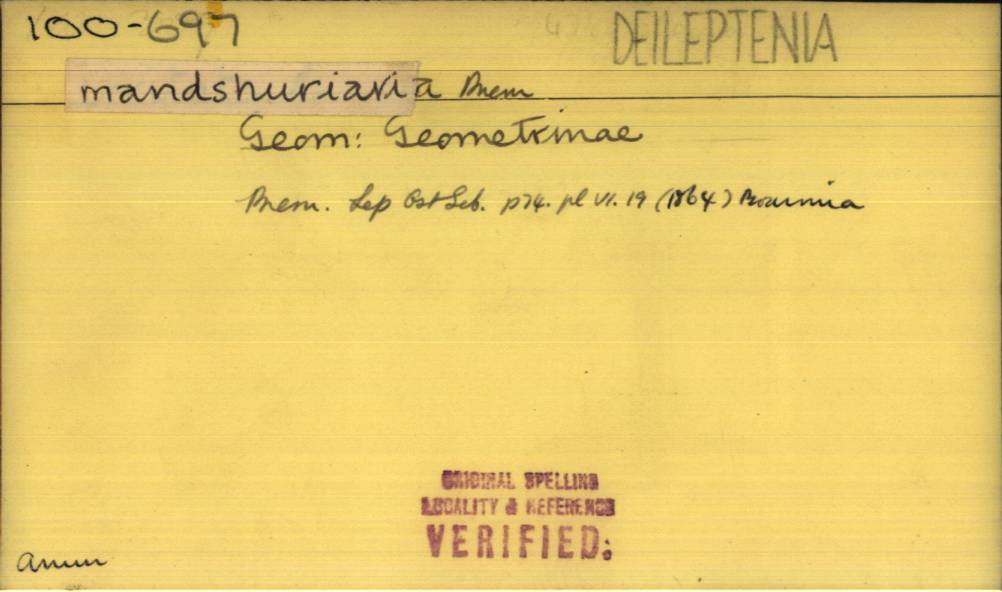 100-697 DEILEPTENIA
mandshuriaria Brem
Geom: Geometrinae
Brem. Lep Ost Sib. p74. pl VI. 19 (1864) Boarmia
ORIGINAL SPELLING
LOCALITY & REFERENCE
VERIFIED:
Amur